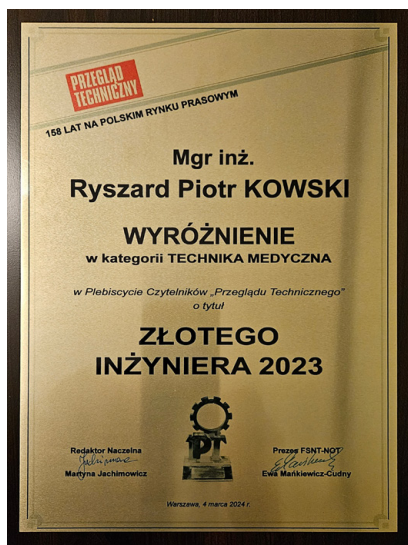 PRZEGLĄD
TECHNICZNY
158 LAT NA POLSKIM RYNKU PRASOWYM
Mgr inż.
Ryszard Piotr KOWSKI
WYRÓŻNIENIE
w kategorii TECHNIKA MEDYCZNA
w Plebiscycie Czytelników „Przeglądu Technicznego”
o tytuł
ZŁOTEGO
INŻYNIERA 2023
PT
Redaktor Naczelna
Martyna Jachimowicz
Prezes FSNT-NOT
Ewa Mańkiewicz-Cudny
Warszawa, 4 marca 2024 r.